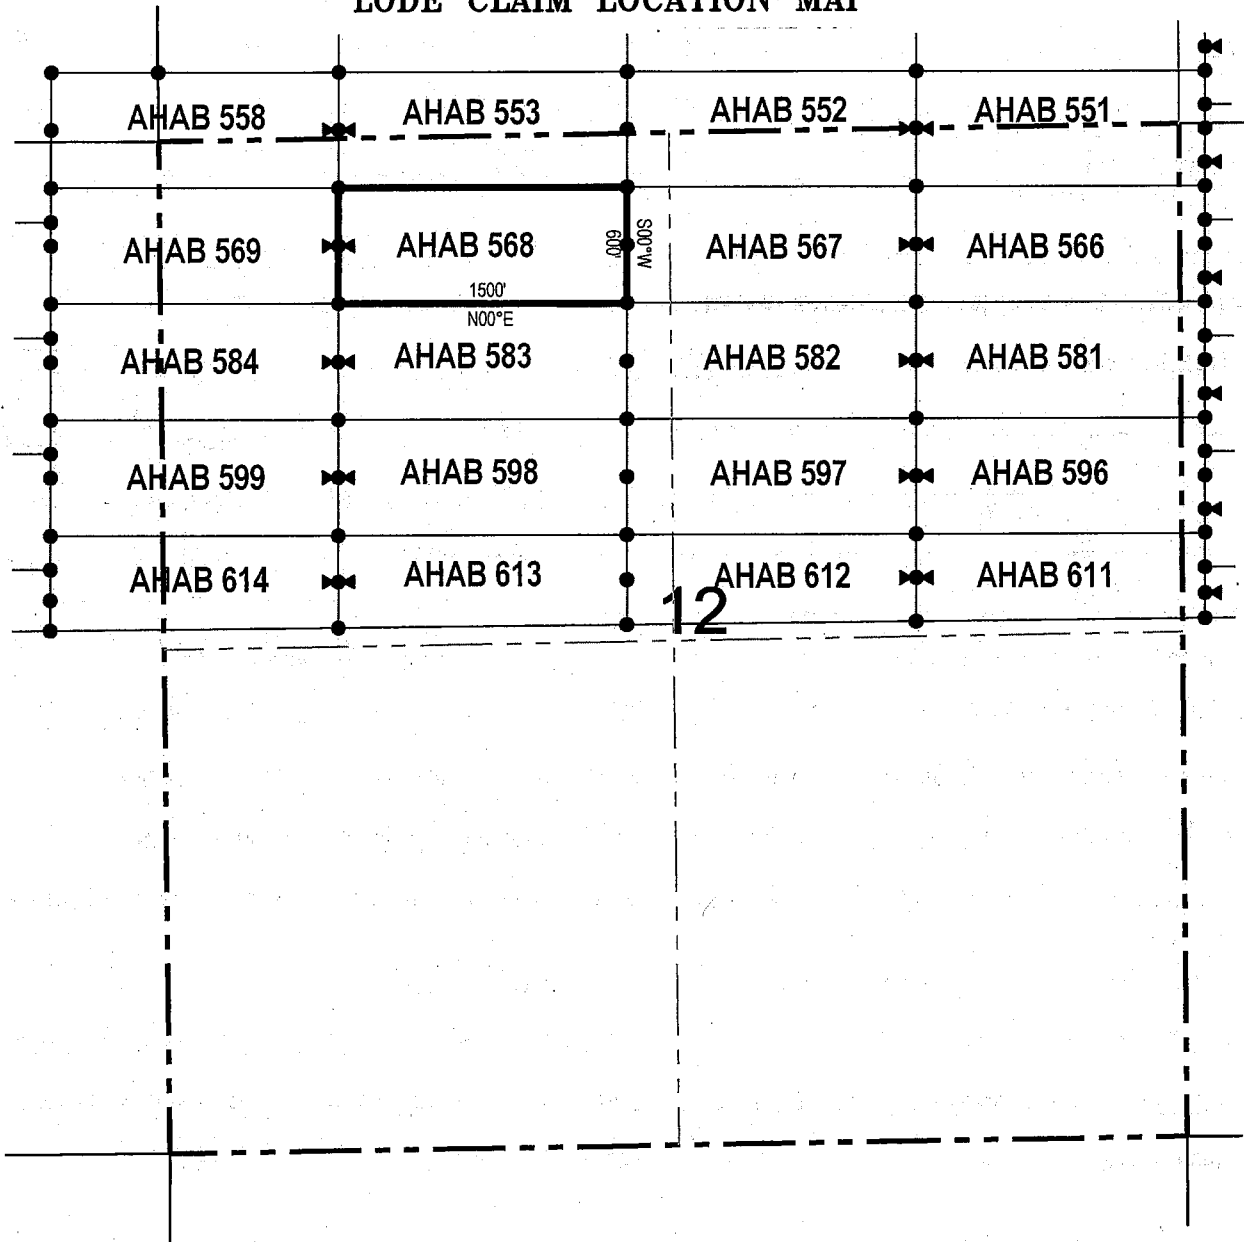 LODE CLAIM LOCATION MAP
AHAB 558 AHAB 553 AHAB 552 AHAB 551
AHAB 569 AHAB 568 600' S00°W AHAB 567 AHAB 566
1500'
N00°E
AHAB 584 AHAB 583 AHAB 582 AHAB 581
AHAB 599 AHAB 598 AHAB 597 AHAB 596
AHAB 614 AHAB 613 AHAB 612 AHAB 611
12